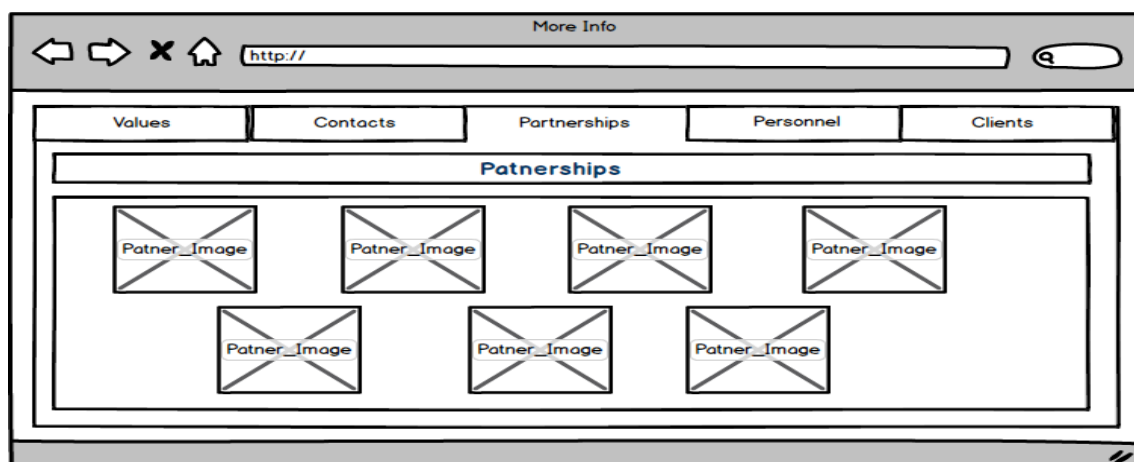 More Info
http://
Values Contacts Partnerships Personnel Clients
Patnerships
Patner_Image Patner_Image Patner_Image Patner_Image
Patner_Image Patner_Image Patner_Image